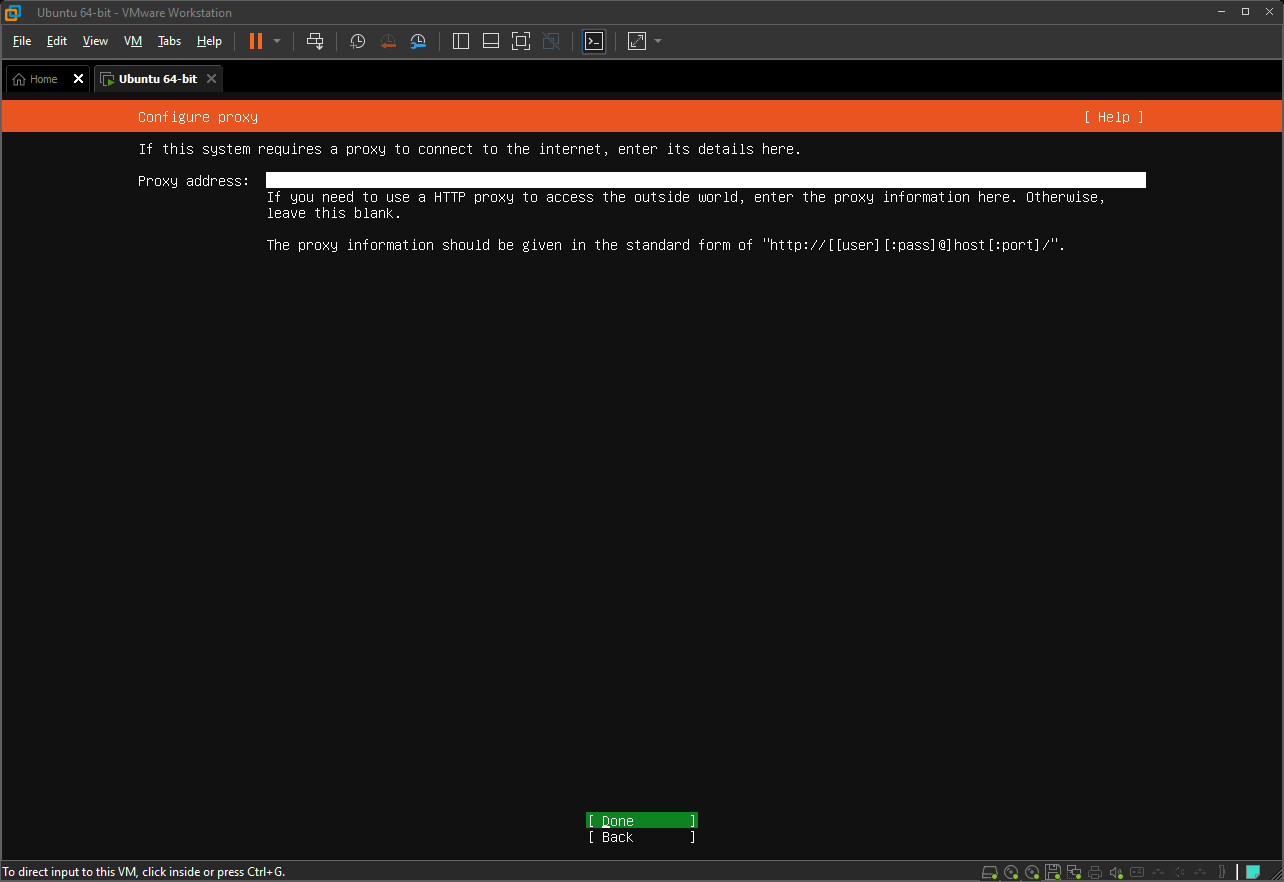 Ubuntu 64-bit - VMware Workstation
File Edit View VM Tabs Help
Home Ubuntu 64-bit
Configure proxy [ Help ]
If this system requires a proxy to connect to the internet, enter its details here.
Proxy address:
If you need to use a HTTP proxy to access the outside world, enter the proxy information here. Otherwise,
leave this blank.
The proxy information should be given in the standard form of "http://[[user][:pass]@]host[:port]/".
[ Done ]
[ Back ]
To direct input to this VM, click inside or press Ctrl+G.